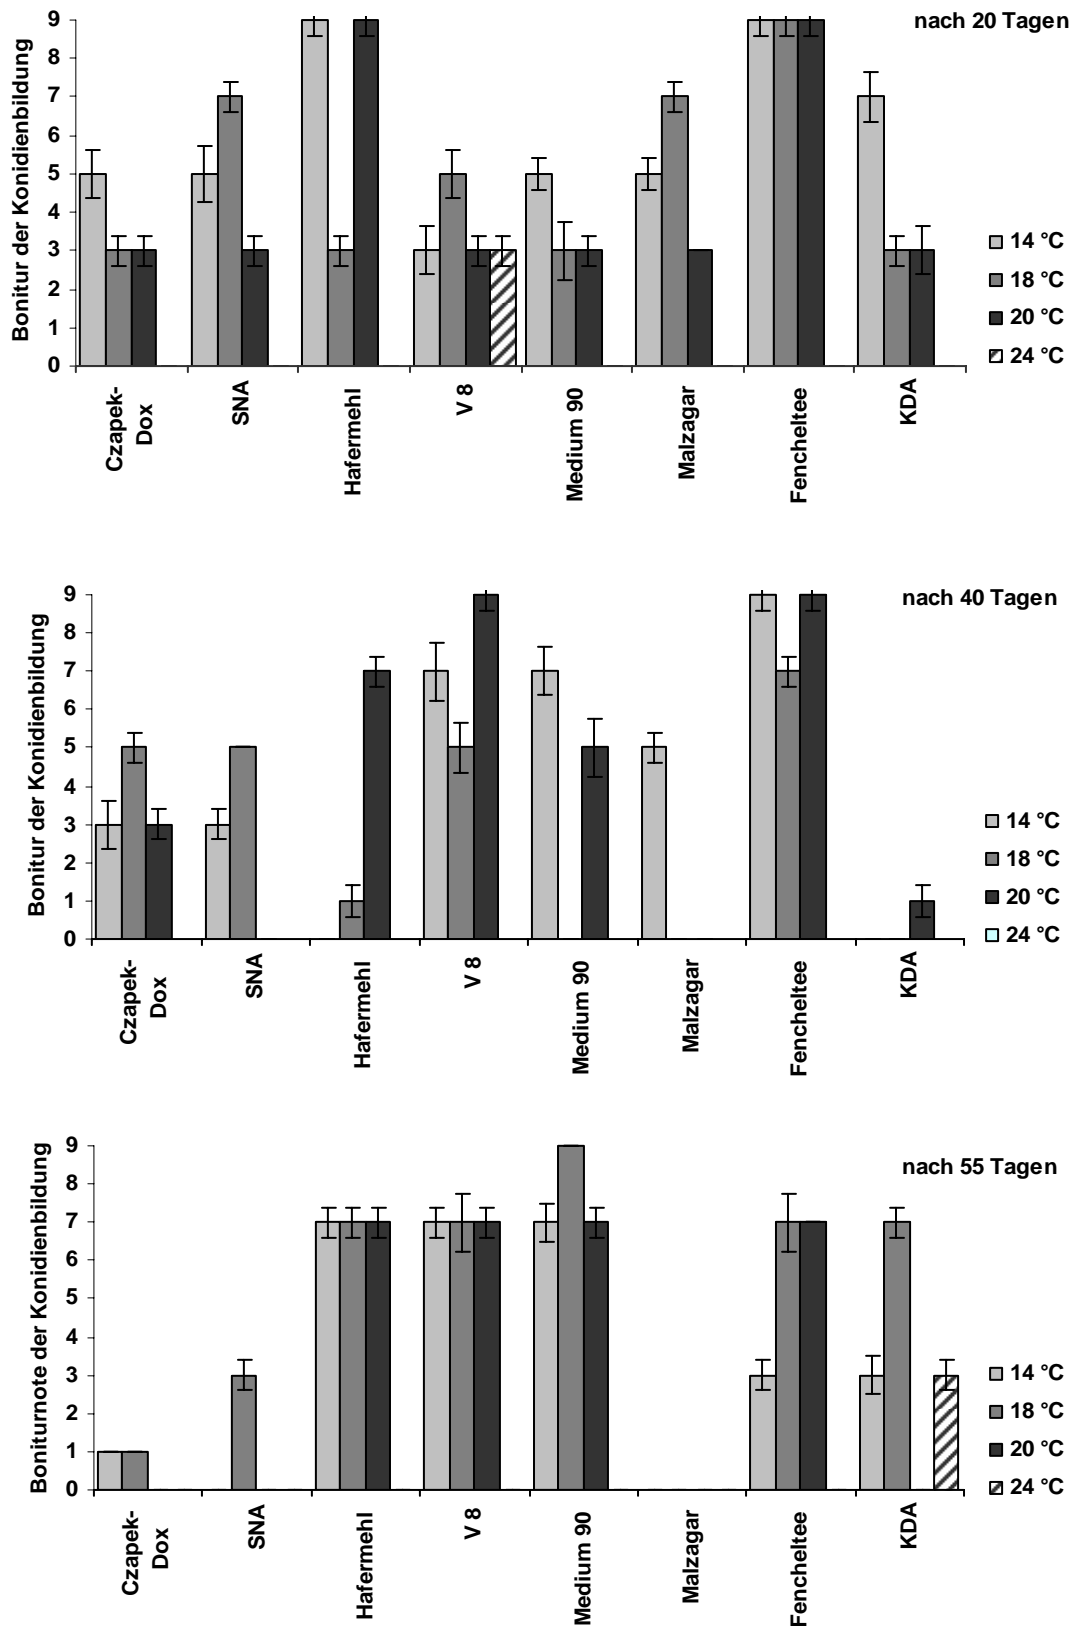 nach 20 Tagen
Bonitur der Konidienbildung
9
8
7
6
5
4
3
2
1
0
Czapek-
Dox
SNA
Hafermehl
V 8
Medium 90
Malzagar
Fencheltee
KDA
14 °C
18 °C
20 °C
24 °C
nach 40 Tagen
Bonitur der Konidienbildung
9
8
7
6
5
4
3
2
1
0
Czapek-
Dox
SNA
Hafermehl
V 8
Medium 90
Malzagar
Fencheltee
KDA
14 °C
18 °C
20 °C
24 °C
nach 55 Tagen
Boniturnote der Konidienbildung
9
8
7
6
5
4
3
2
1
0
Czapek-
Dox
SNA
Hafermehl
V 8
Medium 90
Malzagar
Fencheltee
KDA
14 °C
18 °C
20 °C
24 °C